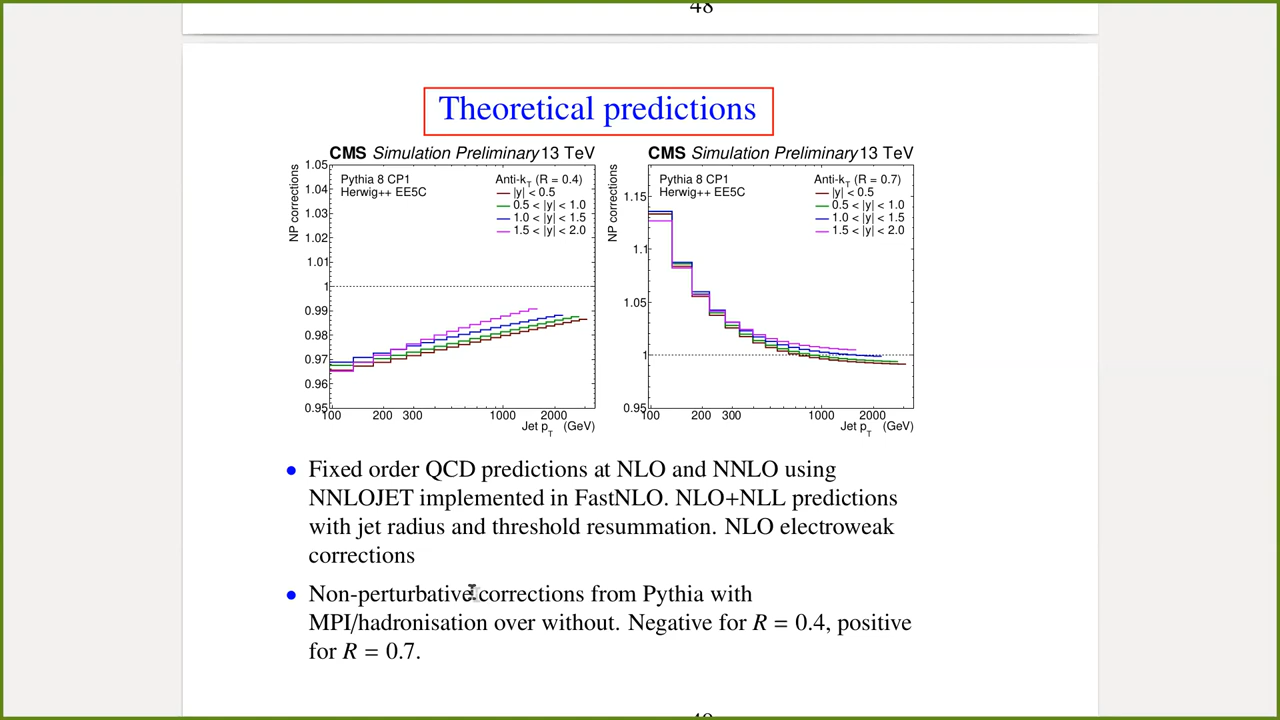 48
Theoretical predictions
CMS Simulation Preliminary 13 TeV
NP corrections
1.05
1.04
1.03
1.02
1.01
1
0.99
0.98
0.97
0.96
0.95
Pythia 8 CP1
Herwig++ EE5C
Anti-kT (R = 0.4)
|y| < 0.5
0.5 < |y| < 1.0
1.0 < |y| < 1.5
1.5 < |y| < 2.0
100 200 300 1000 2000
Jet pT (GeV)
CMS Simulation Preliminary 13 TeV
NP corrections
1.15
1.1
1.05
1
0.95
Pythia 8 CP1
Herwig++ EE5C
Anti-kT (R = 0.7)
|y| < 0.5
0.5 < |y| < 1.0
1.0 < |y| < 1.5
1.5 < |y| < 2.0
100 200 300 1000 2000
Jet pT (GeV)
• Fixed order QCD predictions at NLO and NNLO using
NNLOJET implemented in FastNLO. NLO+NLL predictions
with jet radius and threshold resummation. NLO electroweak
corrections
• Non-perturbative corrections from Pythia with
MPI/hadronisation over without. Negative for R = 0.4, positive
for R = 0.7.